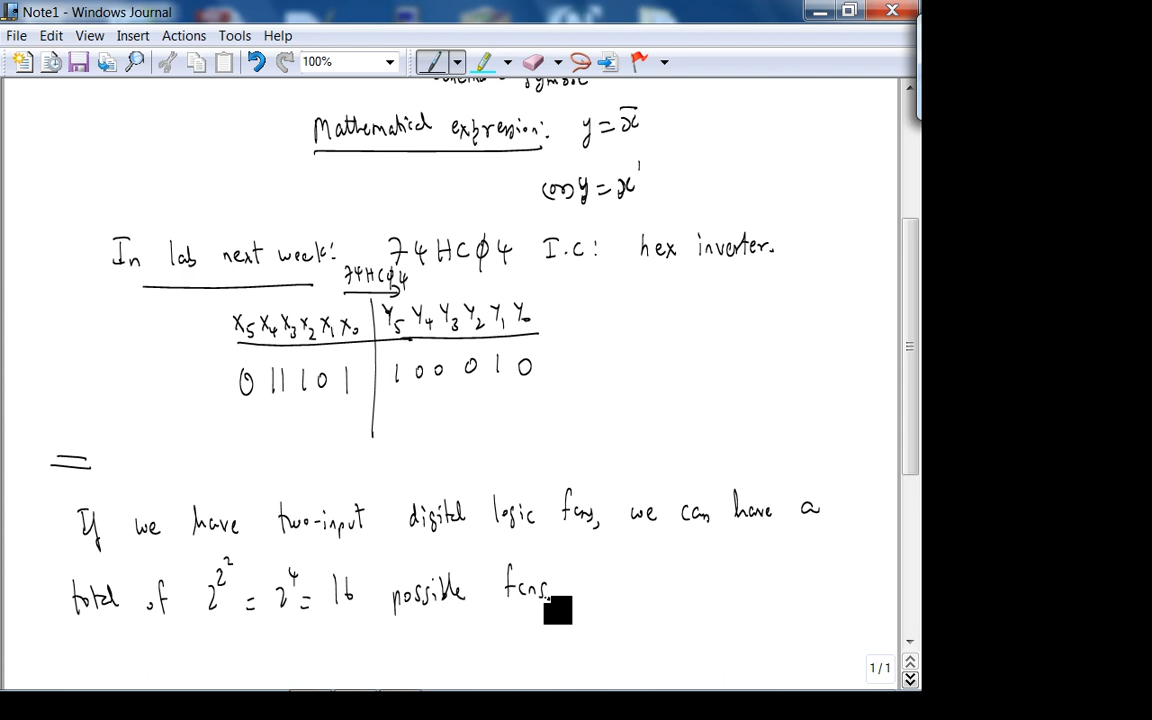 Note1 - Windows Journal
File Edit View Insert Actions Tools Help
100%
Mathematical expression: y = x̅
(or) y = x'
In lab next week: 74HC04 I.C: hex inverter.
74HC04
X5 X4 X3 X2 X1 X0 Y5 Y4 Y3 Y2 Y1 Y0
0 1 1 1 0 1 1 0 0 0 1 0
If we have two-input digital logic fcns, we can have a
total of 2^2^2 = 2^4 = 16 possible fcns.
1 / 1